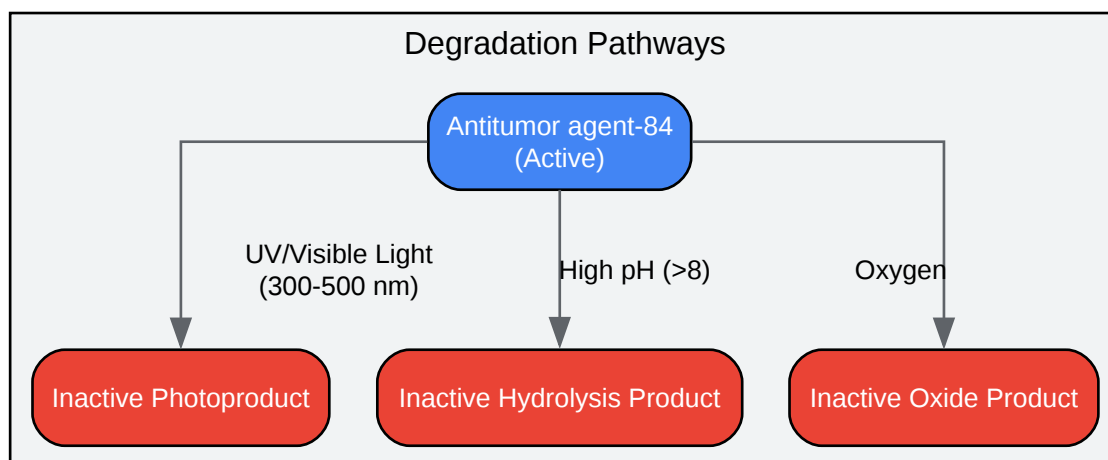 Degradation Pathways
Antitumor agent-84
(Active)
UV/Visible Light
(300-500 nm)
High pH (>8)
Oxygen
Inactive Photoproduct
Inactive Hydrolysis Product
Inactive Oxide Product